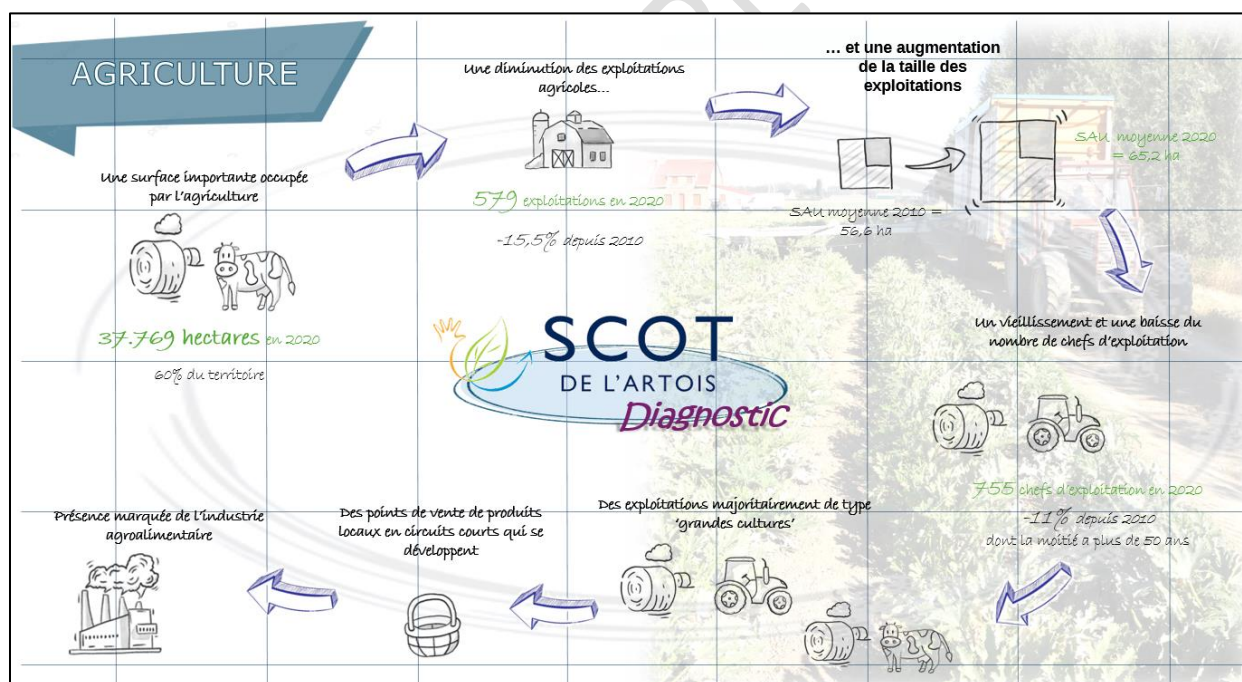 AGRICULTURE
Une surface importante occupée
par l'agriculture
37.769 hectares en 2020
60% du territoire
Une diminution des exploitations
agricoles...
579 exploitations en 2020
-15,5% depuis 2010
... et une augmentation
de la taille des
exploitations
SAU moyenne 2010 =
56,6 ha
SAU moyenne 2020
= 65,2 ha
Un vieillissement et une baisse du
nombre de chefs d'exploitation
755 chefs d'exploitation en 2020
-11% depuis 2010
dont la moitié a plus de 50 ans
Des exploitations majoritairement de type
'grandes cultures'
Des points de vente de produits
locaux en circuits courts qui se
développent
Présence marquée de l'industrie
agroalimentaire
SCOT
DE L'ARTOIS
Diagnostic